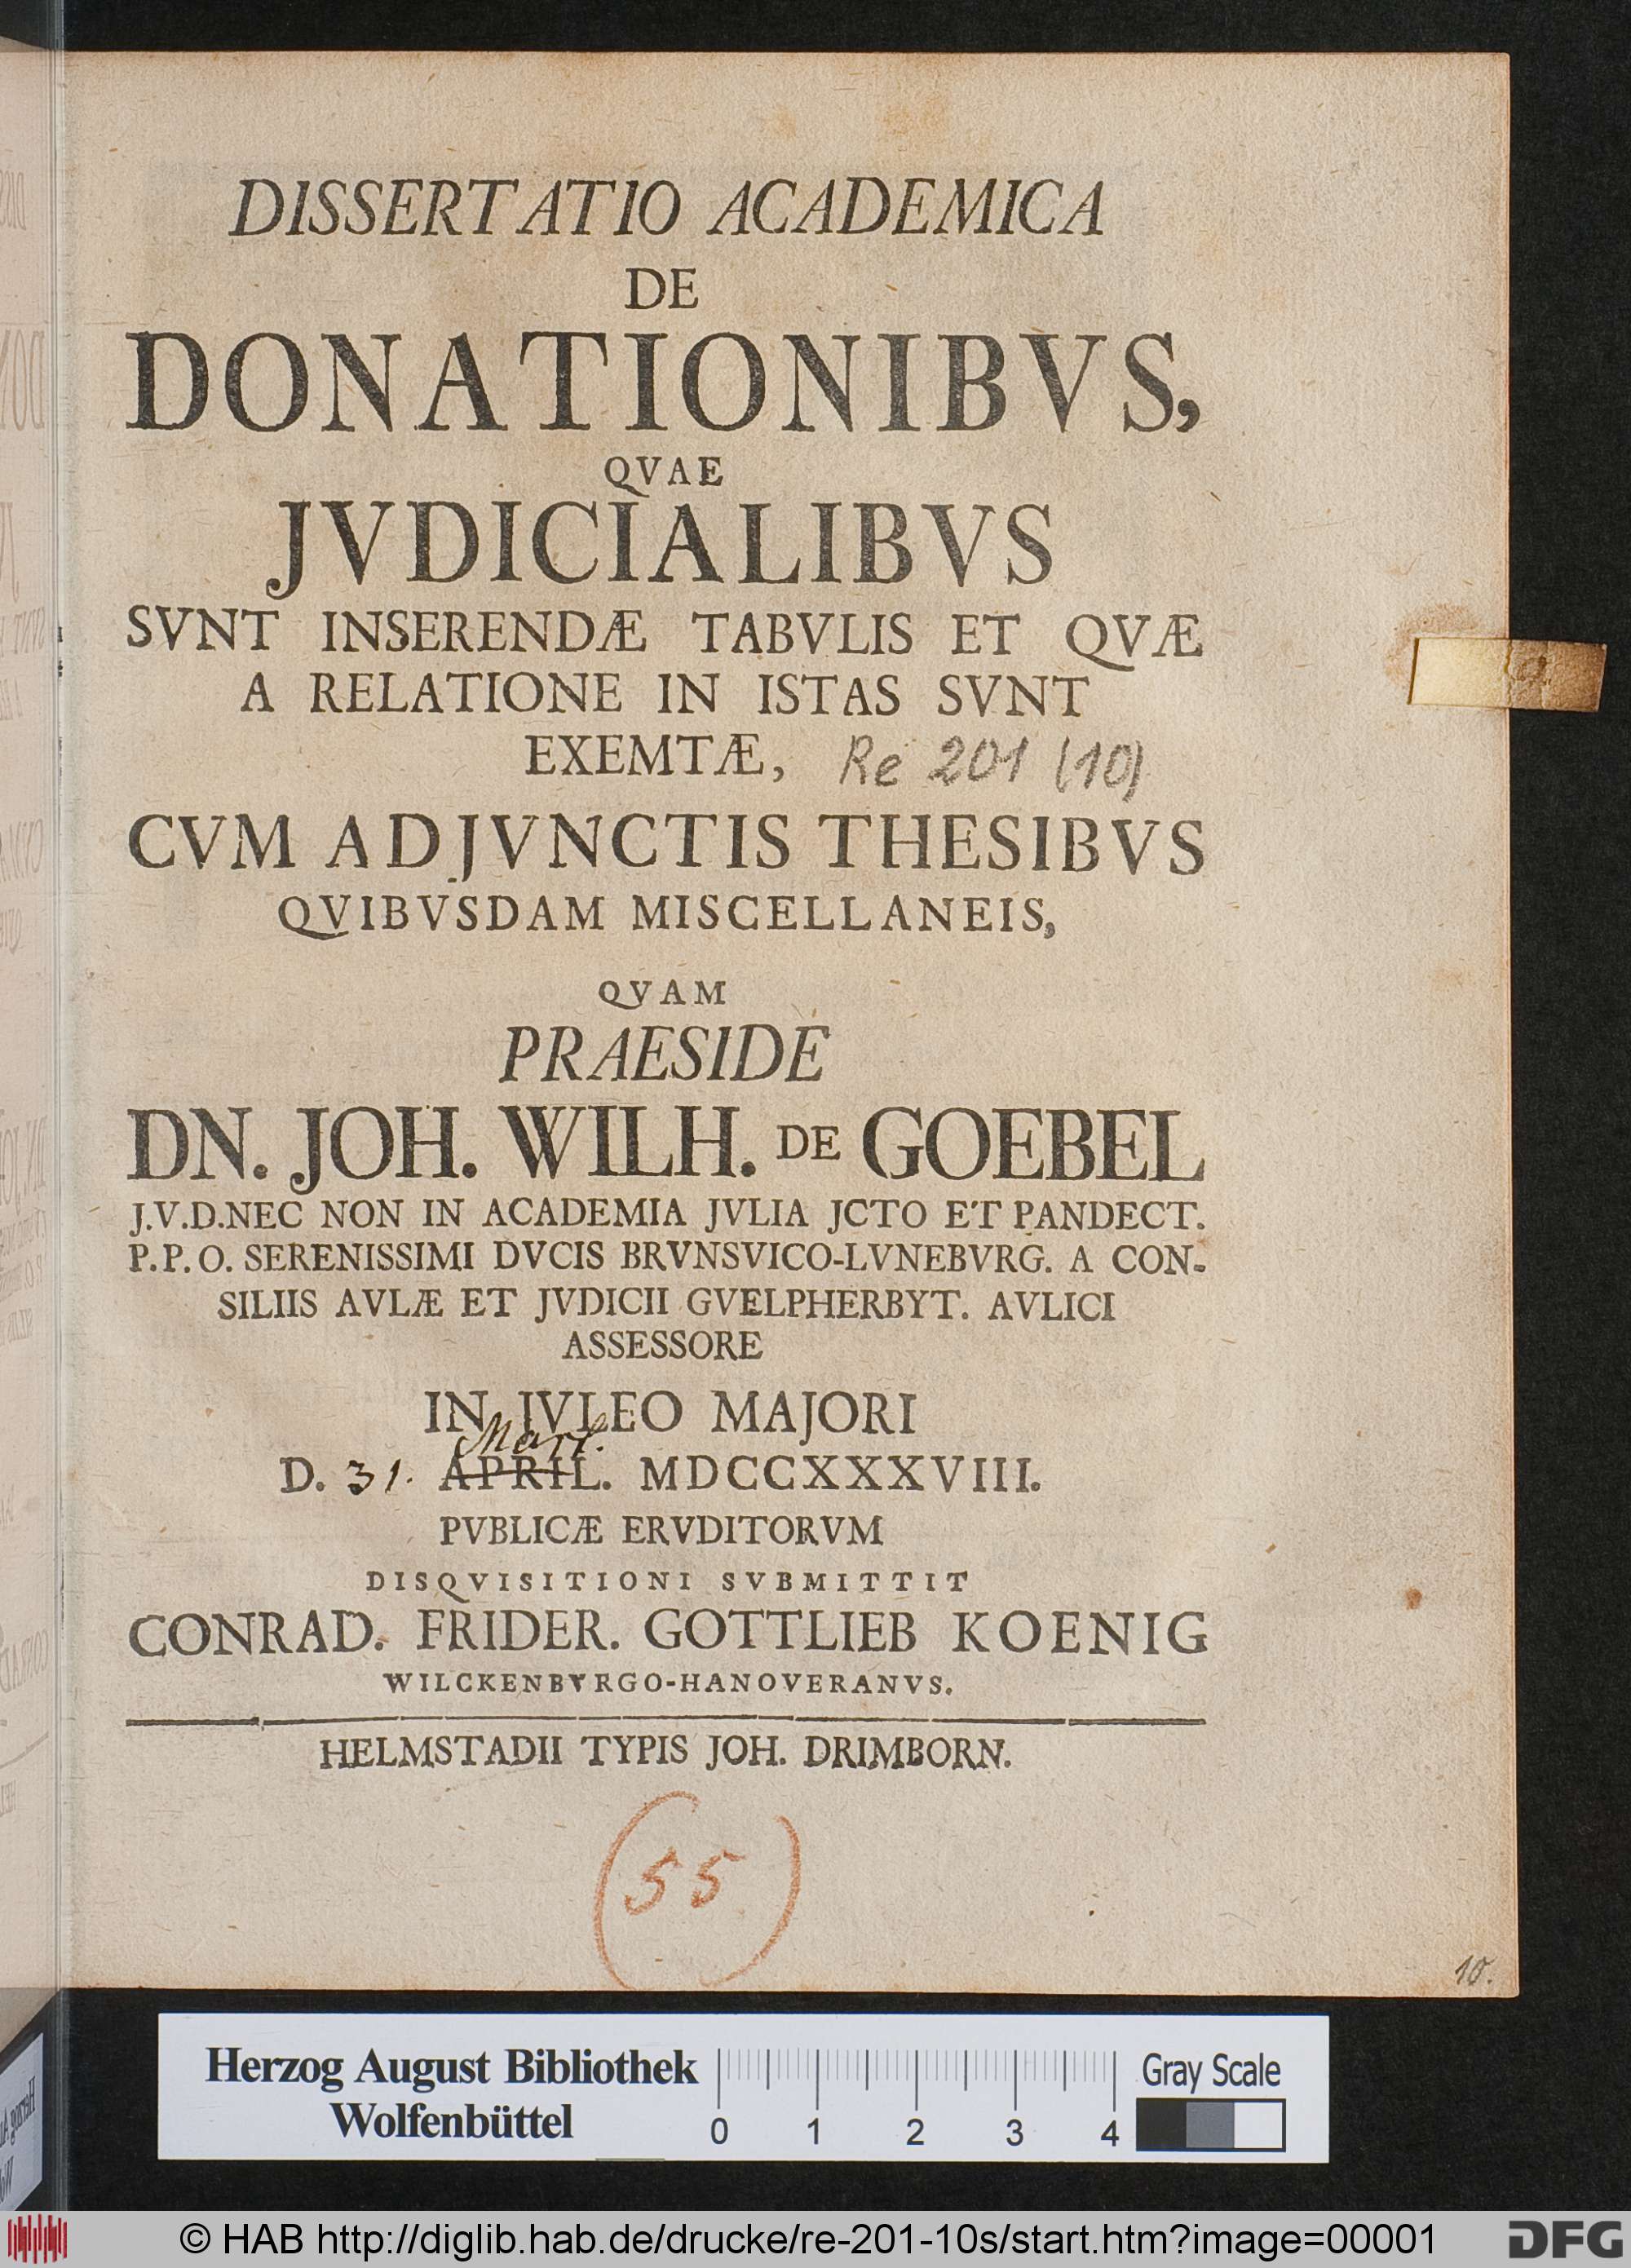 DISSERTATIO ACADEMICA
DE
DONATIONIBVS,
QVAE
JVDICIALIBVS
SVNT INSERENDÆ TABVLIS ET QVÆ
A RELATIONE IN ISTAS SVNT
EXEMTÆ, Re 201 (10)
CVM ADJVNCTIS THESIBVS
QVIBVSDAM MISCELLANEIS,
QVAM
PRAESIDE
DN. JOH. WILH. DE GOEBEL
J.V.D. NEC NON IN ACADEMIA JVLIA JCTO ET PANDECT.
P.P.O. SERENISSIMI DVCIS BRVNSVICO-LVNEBVRG. A CON-
SILIIS AVLÆ ET JVDICII GVELPHERBYT. AVLICI
ASSESSORE
IN JVLEO MAJORI
Mart.
D. 31. APRIL. MDCCXXXVIII.
PVBLICÆ ERVDITORVM
DISQVISITIONI SVBMITTIT
CONRAD. FRIDER. GOTTLIEB KOENIG
WILCKENBVRGO-HANOVERANVS.
HELMSTADII TYPIS JOH. DRIMBORN.
(55)
10.
Herzog August Bibliothek
Wolfenbüttel
0 1 2 3 4
Gray Scale
© HAB http://diglib.hab.de/drucke/re-201-10s/start.htm?image=00001
DFG